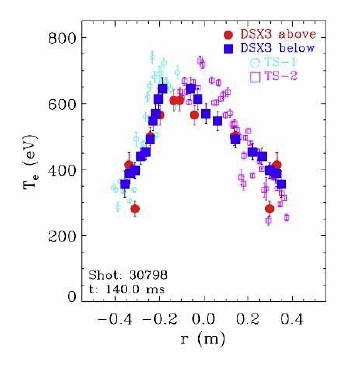 DSX3 above
DSX3 below
TS-1
TS-2
800
600
400
200
0
Te (eV)
Shot: 30798
t: 140.0 ms
-0.4 -0.2 0.0 0.2 0.4
r (m)